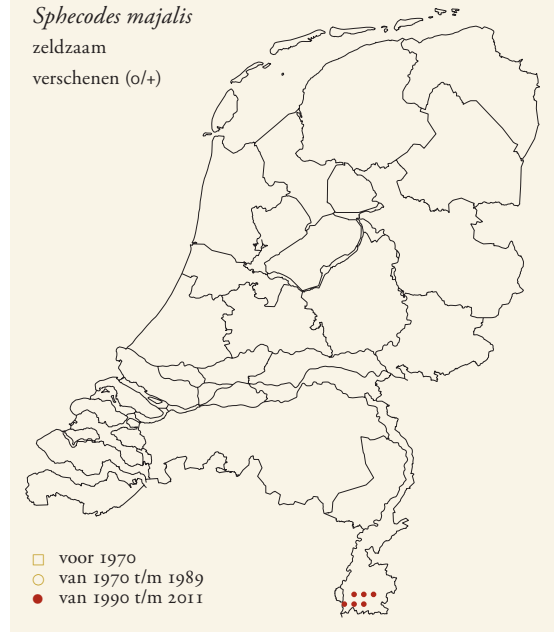 Sphecodes majalis
zeldzaam
verschenen (0/+)
voor 1970
van 1970 t/m 1989
van 1990 t/m 2011